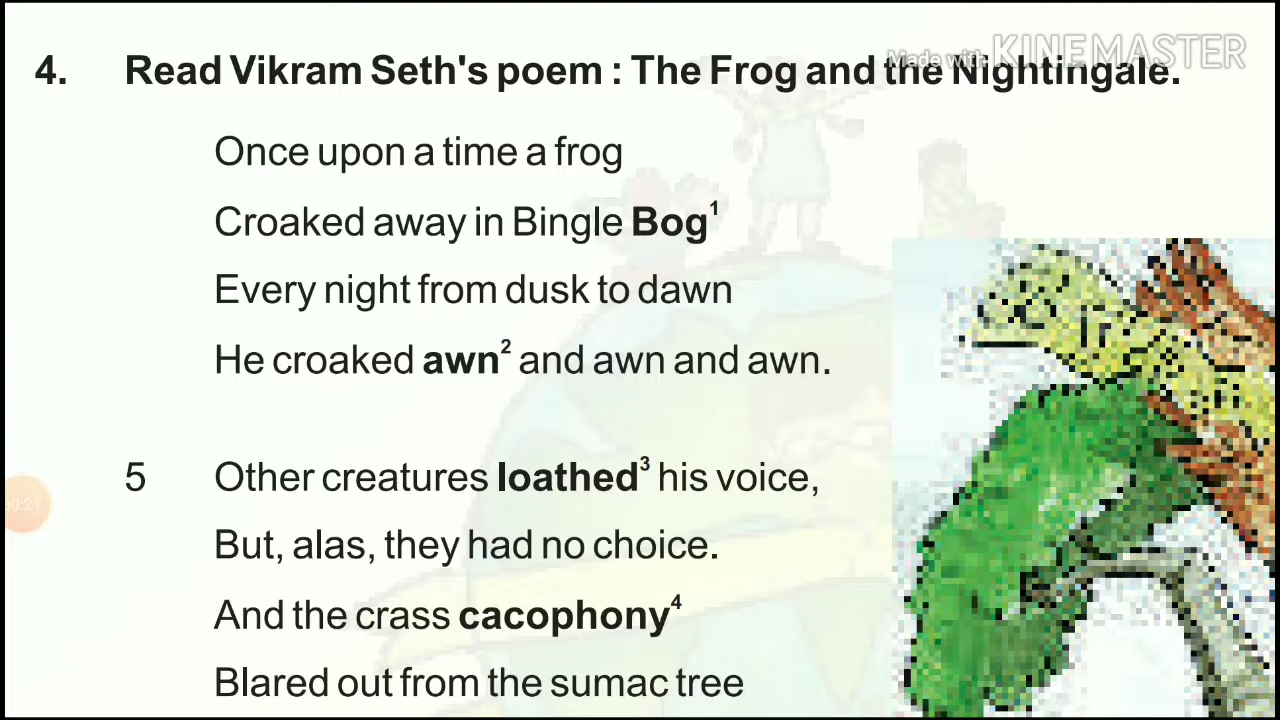 Made with KINEMASTER
4. Read Vikram Seth's poem : The Frog and the Nightingale.
Once upon a time a frog
Croaked away in Bingle Bog¹
Every night from dusk to dawn
He croaked awn² and awn and awn.
5 Other creatures loathed³ his voice,
But, alas, they had no choice.
And the crass cacophony⁴
Blared out from the sumac tree
00:21